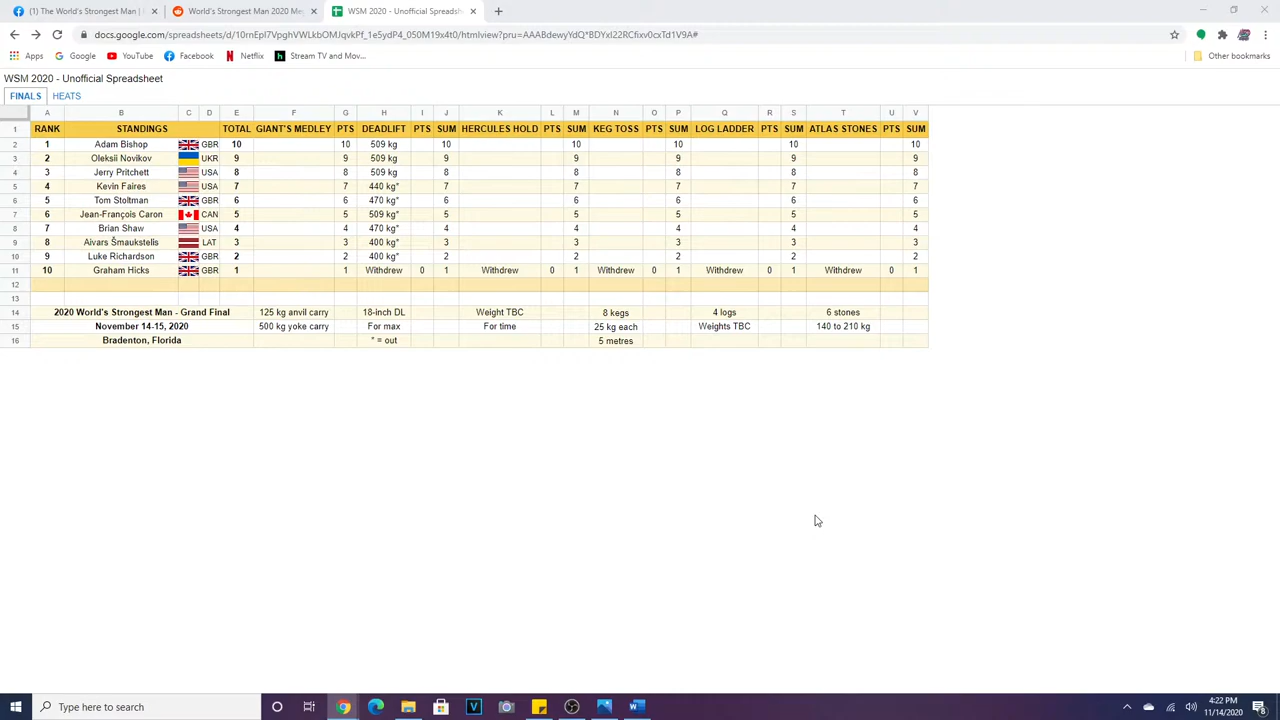 (1) The World's Strongest Man |
World's Strongest Man 2020 Me
WSM 2020 - Unofficial Spreadsh
Apps Google YouTube Facebook Netflix Stream TV and Mov... Other bookmarks
WSM 2020 - Unofficial Spreadsheet
FINALS HEATS
A B C D E F G H I J K L M N O P Q R S T U V
1 RANK STANDINGS TOTAL GIANT'S MEDLEY PTS DEADLIFT PTS SUM HERCULES HOLD PTS SUM KEG TOSS PTS SUM LOG LADDER PTS SUM ATLAS STONES PTS SUM
2 1 Adam Bishop GBR 10 10 509 kg 10 10 10 10 10
3 2 Oleksii Novikov UKR 9 9 509 kg 9 9 9 9 9
4 3 Jerry Pritchett USA 8 8 509 kg 8 8 8 8 8
5 4 Kevin Faires USA 7 7 440 kg* 7 7 7 7 7
6 5 Tom Stoltman GBR 6 6 470 kg* 6 6 6 6 6
7 6 Jean-François Caron CAN 5 5 509 kg 5 5 5 5 5
8 7 Brian Shaw USA 4 4 470 kg* 4 4 4 4 4
9 8 Aivars Šmaukstelis LAT 3 3 400 kg* 3 3 3 3 3
10 9 Luke Richardson GBR 2 2 400 kg* 2 2 2 2 2
11 10 Graham Hicks GBR 1 1 Withdrew 0 1 Withdrew 0 1 Withdrew 0 1 Withdrew 0 1 Withdrew 0 1
12
13
14 2020 World's Strongest Man - Grand Final 125 kg anvil carry 18-inch DL Weight TBC 8 kegs 4 logs 6 stones
15 November 14-15, 2020 500 kg yoke carry For max For time 25 kg each Weights TBC 140 to 210 kg
16 Bradenton, Florida * = out 5 metres
Type here to search
4:22 PM
11/14/2020
8